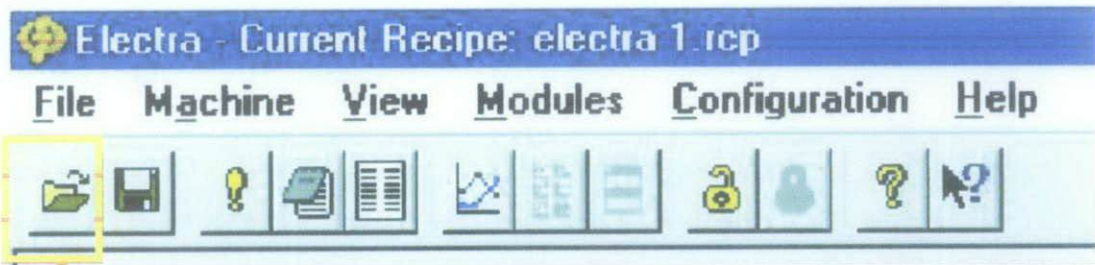 Electra - Current Recipe: electra 1.rcp
File Machine View Modules Configuration Help